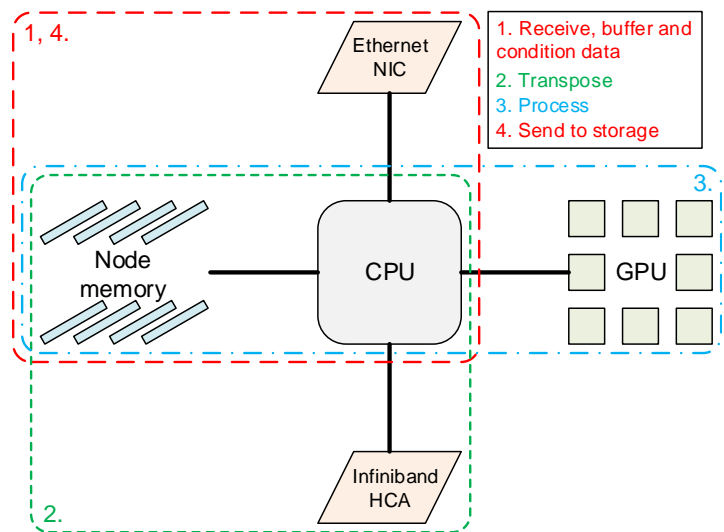 1, 4.
Ethernet
NIC
1. Receive, buffer and
condition data
2. Transpose
3. Process
4. Send to storage
3.
Node
memory
CPU
GPU
Infiniband
HCA
2.